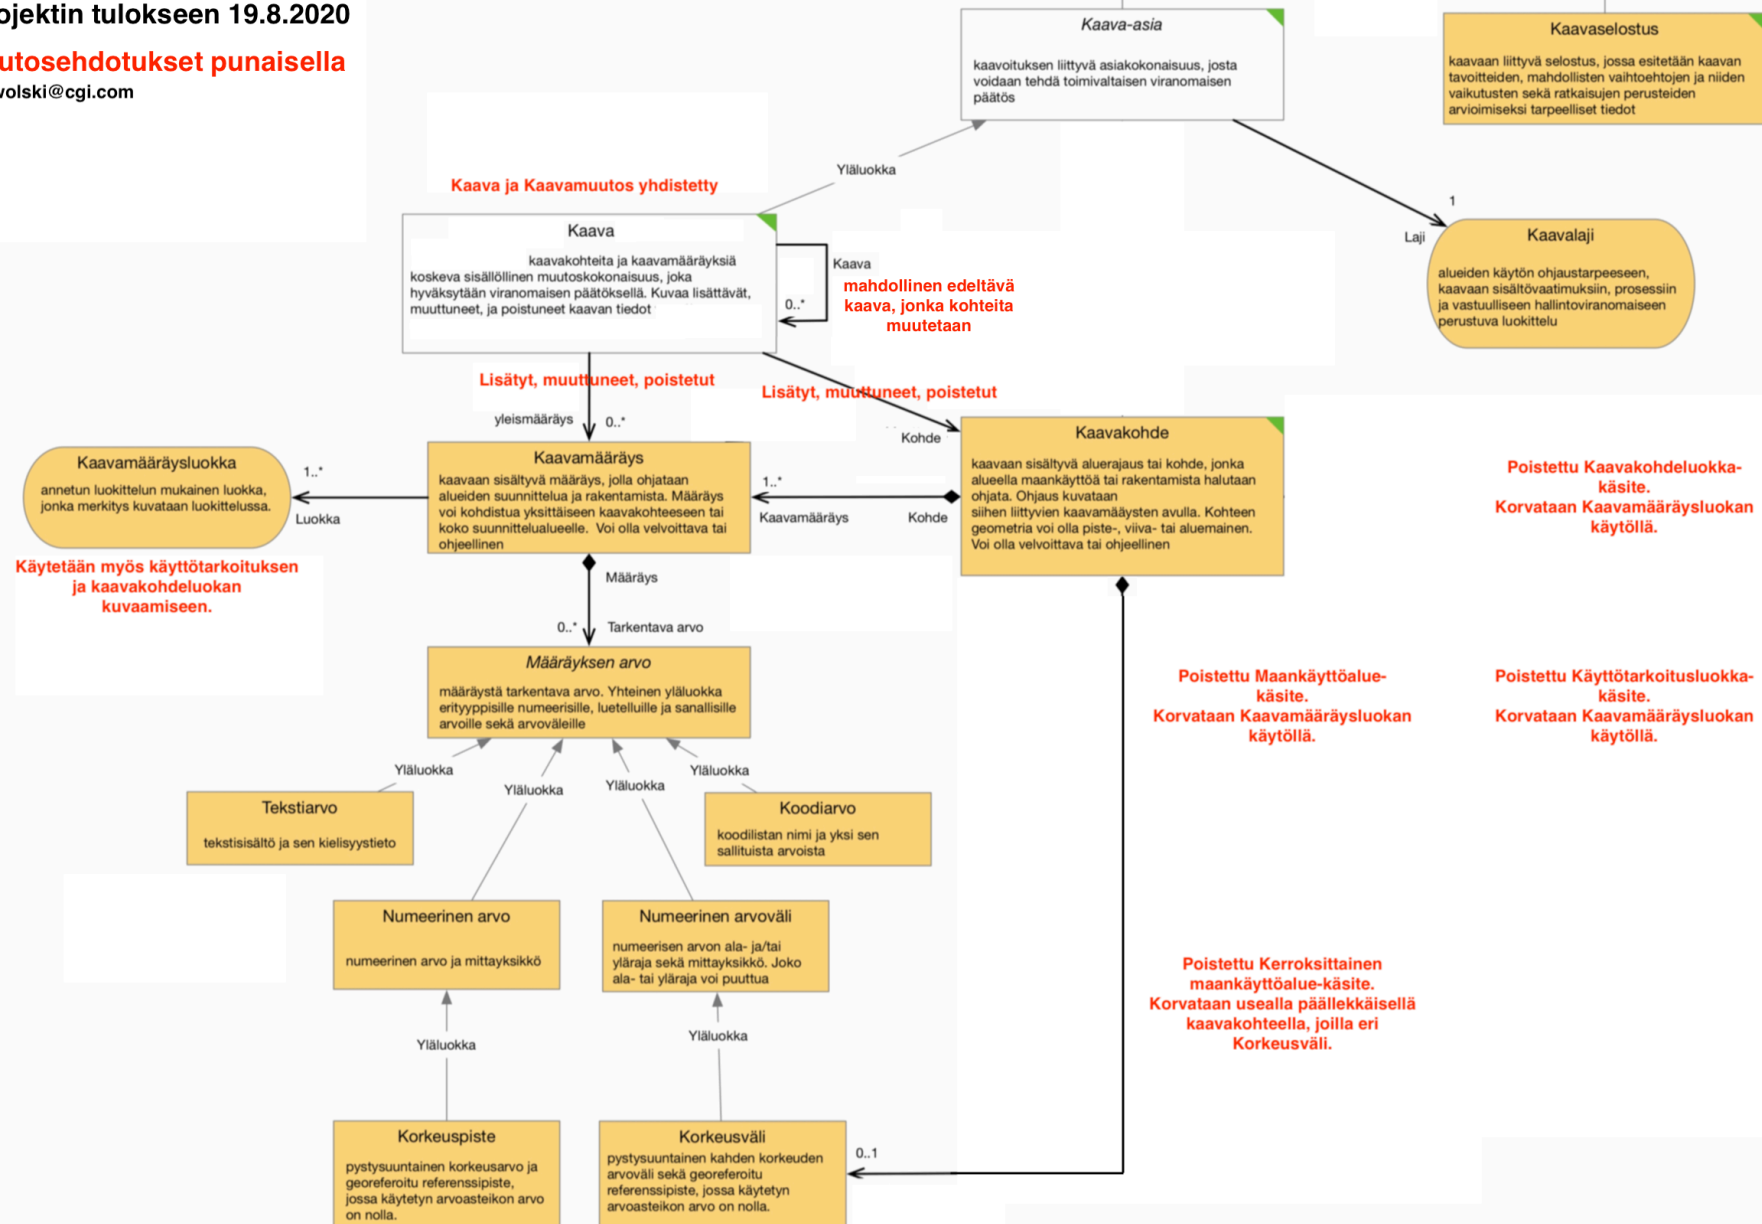 ojektin tulokseen 19.8.2020
utosehdotukset punaisella
volski@cgi.com
Kaava-asia
kaavoituksen liittyvä asiakokonaisuus, josta
voidaan tehdä toimivaltaisen viranomaisen
päätös
Kaavaselostus
kaavaan liittyvä selostus, jossa esitetään kaavan
tavoitteiden, mahdollisten vaihtoehtojen ja niiden
vaikutusten sekä ratkaisujen perusteiden
arvioimiseksi tarpeelliset tiedot
Yläluokka
Kaava ja Kaavamuutos yhdistetty
1
Laji
Kaavalaji
alueiden käytön ohjaustarpeeseen,
kaavaan sisältövaatimuksiin, prosessiin
ja vastuulliseen hallintoviranomaiseen
perustuva luokittelu
Kaava
kaavakohteita ja kaavamääräyksiä
koskeva sisällöllinen muutoskokonaisuus, joka
hyväksytään viranomaisen päätöksellä. Kuvaa lisättävät,
muuttuneet, ja poistuneet kaavan tiedot
Kaava
0..*
mahdollinen edeltävä
kaava, jonka kohteita
muutetaan
Lisätyt, muuttuneet, poistetut
Lisätyt, muuttuneet, poistetut
yleismääräys
0..*
Kohde
Kaavamääräysluokka
annetun luokittelun mukainen luokka,
jonka merkitys kuvataan luokittelussa.
1..*
Luokka
Kaavamääräys
kaavaan sisältyvä määräys, jolla ohjataan
alueiden suunnittelua ja rakentamista. Määräys
voi kohdistua yksittäiseen kaavakohteeseen tai
koko suunnittelualueelle. Voi olla velvoittava tai
ohjeellinen
1..*
Kaavamääräys
Kohde
Kaavakohde
kaavaan sisältyvä aluerajaus tai kohde, jonka
alueella maankäyttöä tai rakentamista halutaan
ohjata. Ohjaus kuvataan
siihen liittyvien kaavamääysten avulla. Kohteen
geometria voi olla piste-, viiva- tai aluemainen.
Voi olla velvoittava tai ohjeellinen
Poistettu Kaavakohdeluokka-
käsite.
Korvataan Kaavamääräysluokan
käytöllä.
Käytetään myös käyttötarkoituksen
ja kaavakohdeluokan
kuvaamiseen.
Määräys
0..*
Tarkentava arvo
Määräyksen arvo
määräystä tarkentava arvo. Yhteinen yläluokka
erityyppisille numeerisille, luetelluille ja sanallisille
arvoille sekä arvoväleille
Poistettu Maankäyttöalue-
käsite.
Korvataan Kaavamääräysluokan
käytöllä.
Poistettu Käyttötarkoitusluokka-
käsite.
Korvataan Kaavamääräysluokan
käytöllä.
Yläluokka
Yläluokka
Yläluokka
Yläluokka
Tekstiarvo
tekstisisältö ja sen kielisyystieto
Koodiarvo
koodilistan nimi ja yksi sen
sallituista arvoista
Numeerinen arvo
numeerinen arvo ja mittayksikkö
Numeerinen arvoväli
numeerisen arvon ala- ja/tai
yläraja sekä mittayksikkö. Joko
ala- tai yläraja voi puuttua
Poistettu Kerroksittainen
maankäyttöalue-käsite.
Korvataan usealla päällekkäisellä
kaavakohteella, joilla eri
Korkeusväli.
Yläluokka
Yläluokka
Korkeuspiste
pystysuuntainen korkeusarvo ja
georeferoitu referenssipiste,
jossa käytetyn arvoasteikon arvo
on nolla.
Korkeusväli
pystysuuntainen kahden korkeuden
arvoväli sekä georeferoitu
referenssipiste, jossa käytetyn
arvoasteikon arvo on nolla.
0..1